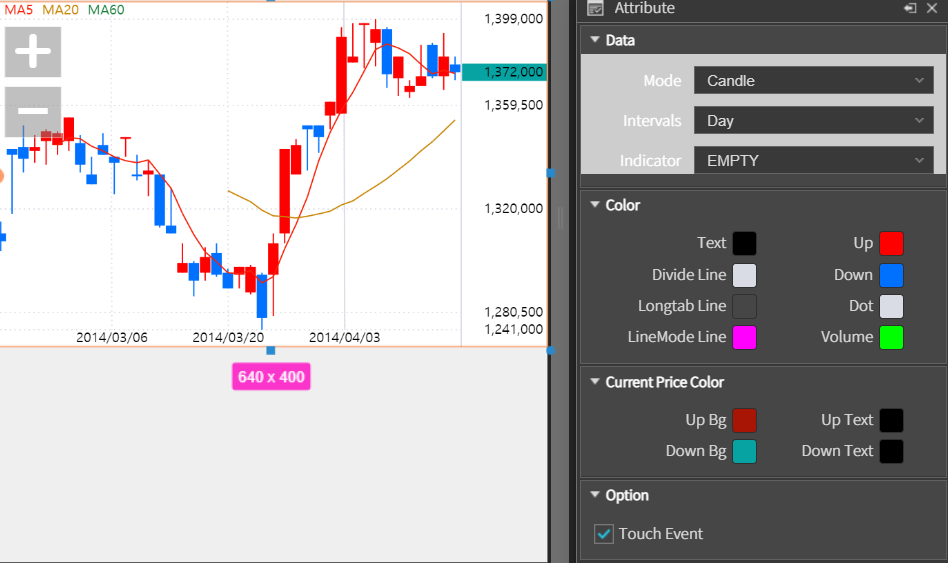 MA5 MA20 MA60
1,399,000
1,372,000
1,359,500
1,320,000
1,280,500
1,241,000
2014/03/06 2014/03/20 2014/04/03
640 x 400
Attribute
Data
Mode Candle
Intervals Day
Indicator EMPTY
Color
Text Up
Divide Line Down
Longtab Line Dot
LineMode Line Volume
Current Price Color
Up Bg Up Text
Down Bg Down Text
Option
Touch Event